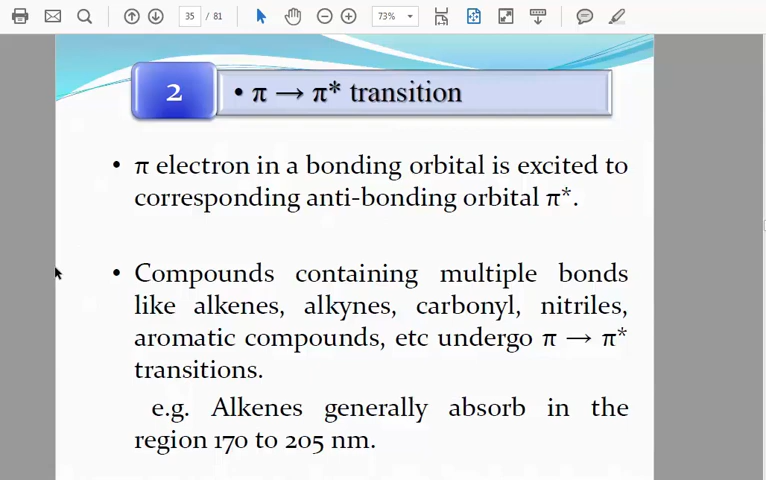 35 / 81
73%
2
• π → π* transition
• π electron in a bonding orbital is excited to
corresponding anti-bonding orbital π*.
• Compounds containing multiple bonds
like alkenes, alkynes, carbonyl, nitriles,
aromatic compounds, etc undergo π → π*
transitions.
e.g. Alkenes generally absorb in the
region 170 to 205 nm.